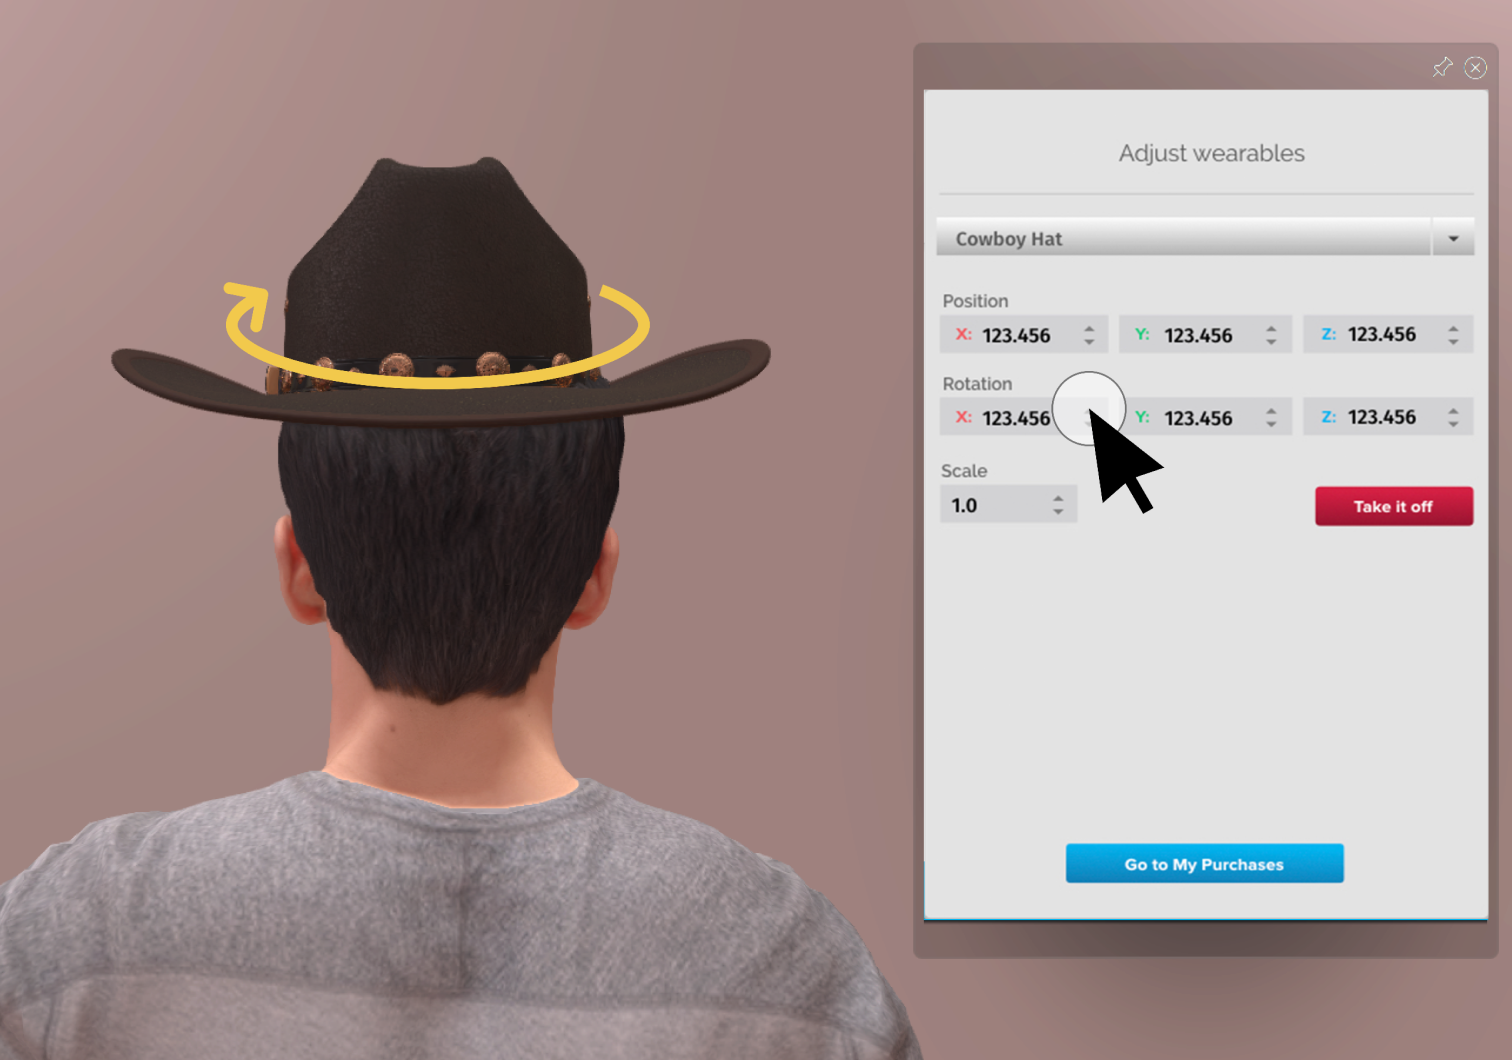 Adjust wearables
Cowboy Hat
Position
X: 123.456 Y: 123.456 Z: 123.456
Rotation
X: 123.456 Y: 123.456 Z: 123.456
Scale
1.0
Take it off
Go to My Purchases